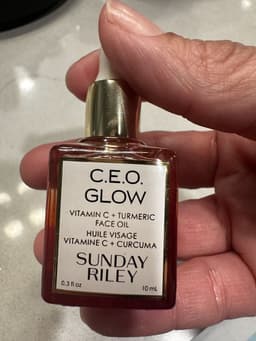 C.E.O.
GLOW
VITAMIN C + TURMERIC
FACE OIL
HUILE VISAGE
VITAMINE C + CURCUMA
SUNDAY
RILEY
0.3 fl oz 10 mL